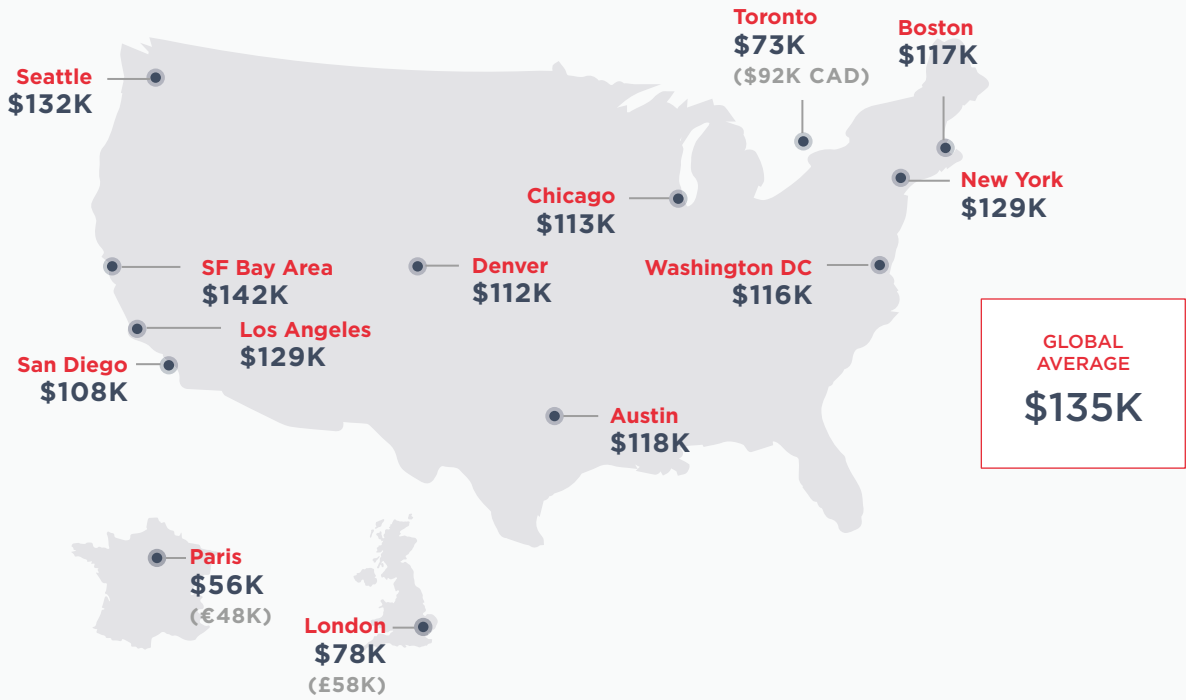 Toronto
$73K
($92K CAD)
Boston
$117K
Seattle
$132K
New York
$129K
Chicago
$113K
SF Bay Area
$142K
Denver
$112K
Washington DC
$116K
Los Angeles
$129K
San Diego
$108K
GLOBAL
AVERAGE
$135K
Austin
$118K
Paris
$56K
(€48K)
London
$78K
(£58K)